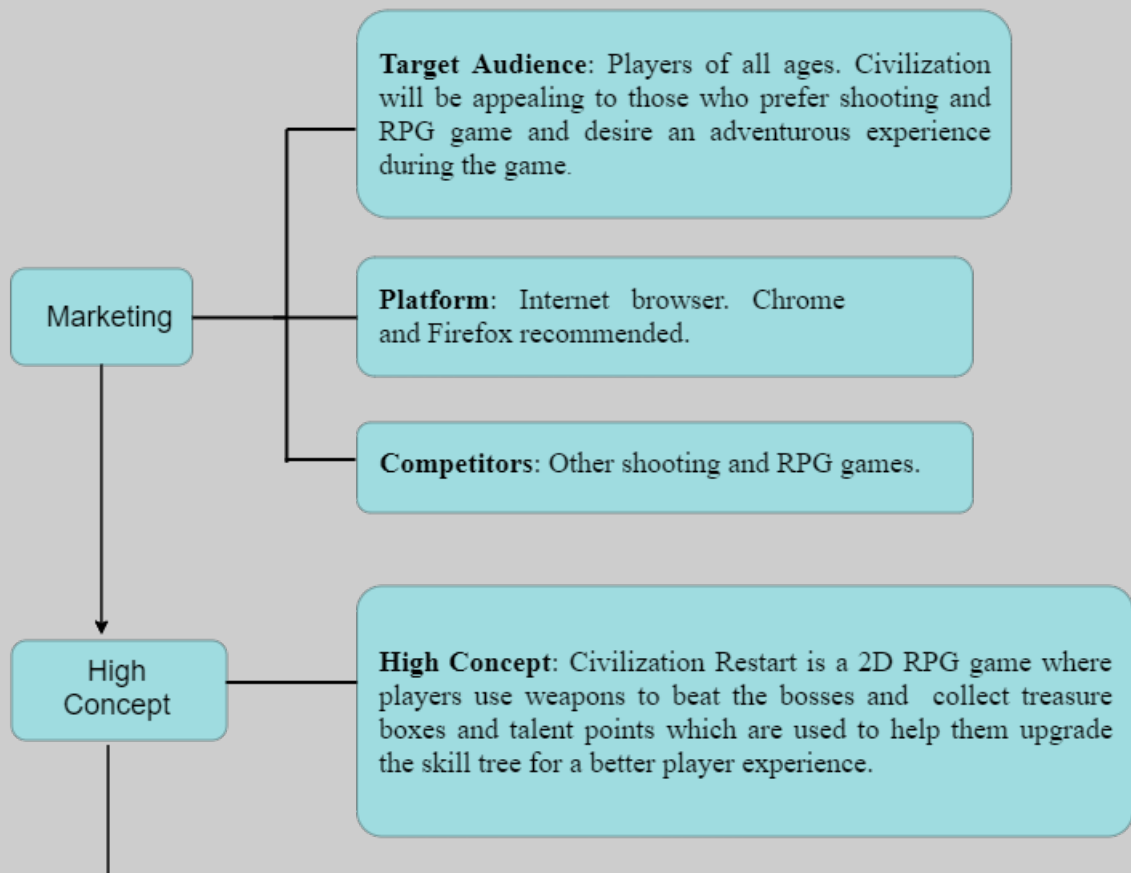 Target Audience: Players of all ages. Civilization
will be appealing to those who prefer shooting and
RPG game and desire an adventurous experience
during the game.
Marketing
Platform: Internet browser. Chrome
and Firefox recommended.
Competitors: Other shooting and RPG games.
High
Concept
High Concept: Civilization Restart is a 2D RPG game where
players use weapons to beat the bosses and collect treasure
boxes and talent points which are used to help them upgrade
the skill tree for a better player experience.